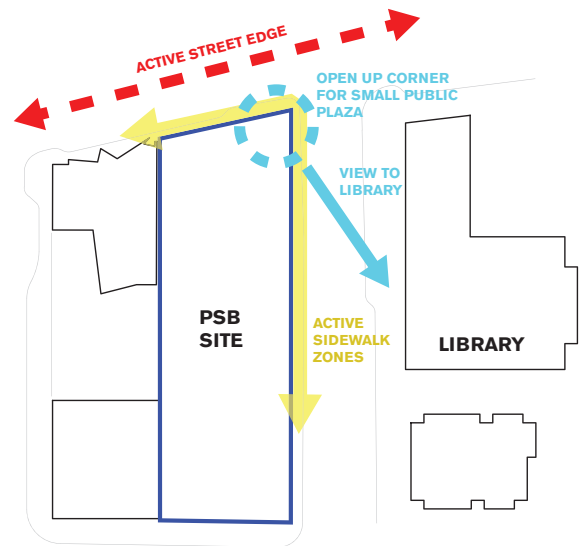 ACTIVE STREET EDGE
OPEN UP CORNER
FOR SMALL PUBLIC
PLAZA
VIEW TO
LIBRARY
PSB
SITE
ACTIVE
SIDEWALK
ZONES
LIBRARY